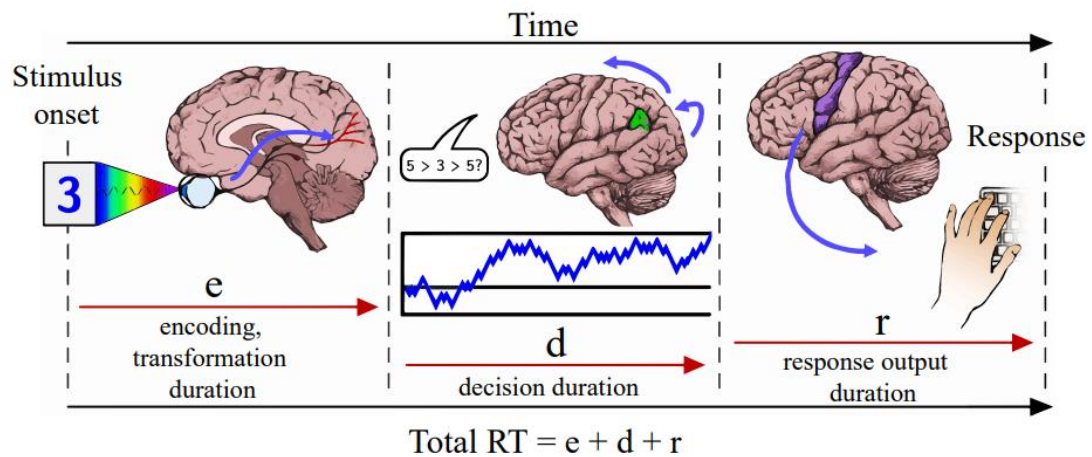 Time
Stimulus
onset
3
5 > 3 > 5?
Response
e
encoding,
transformation
duration
d
decision duration
r
response output
duration
Total RT = e + d + r